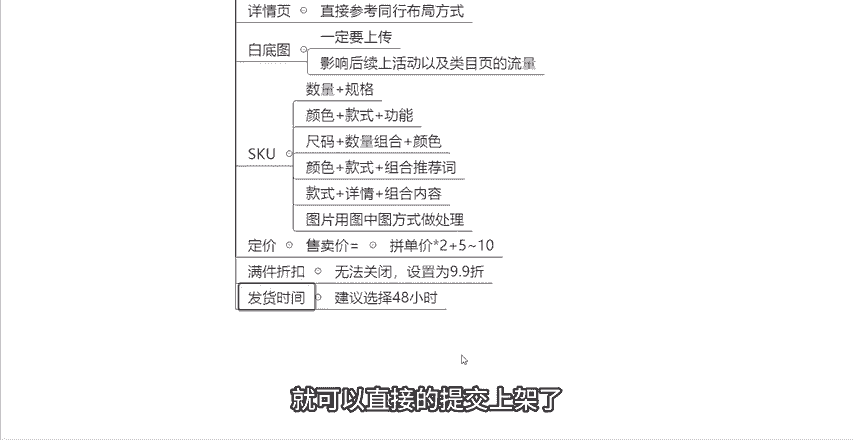 详情页 直接参考同行布局方式
白底图 一定要上传
影响后续上活动以及类目页的流量
SKU 数量+规格
颜色+款式+功能
尺码+数量组合+颜色
颜色+款式+组合推荐词
款式+详情+组合内容
图片用图中图方式做处理
定价 售卖价= 拼单价*2+5~10
满件折扣 无法关闭，设置为9.9折
发货时间 建议选择48小时
就可以直接的提交上架了